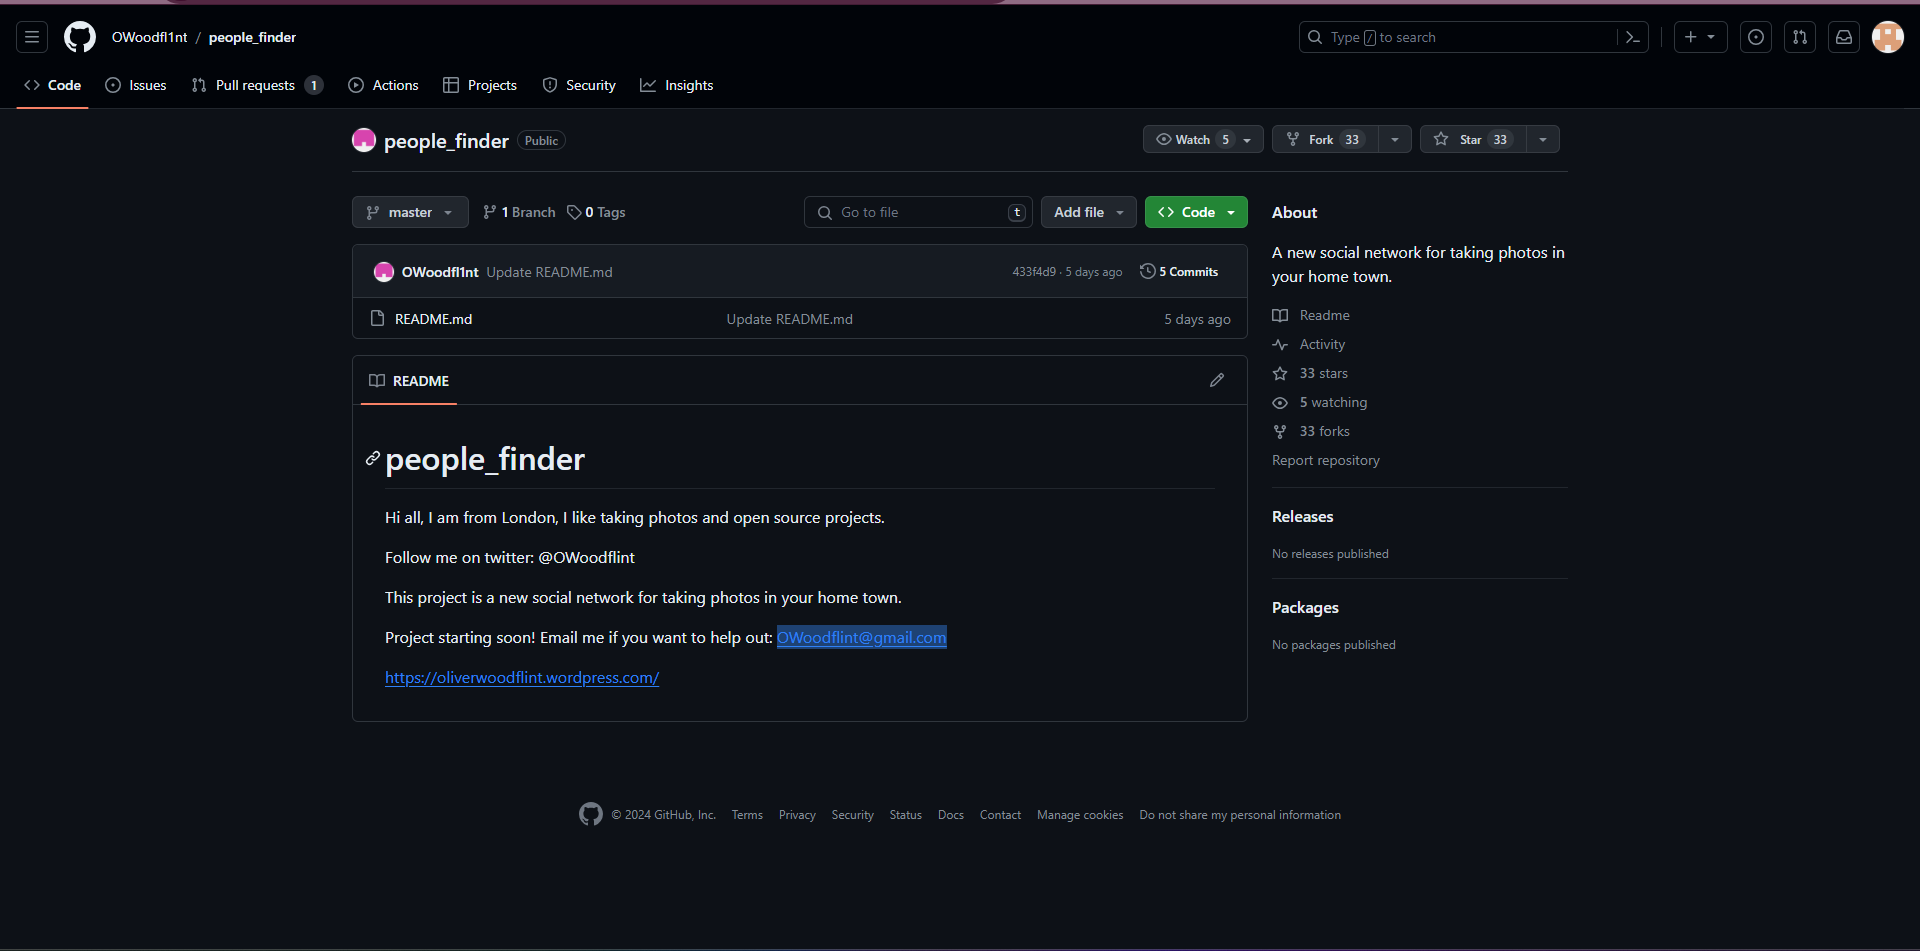 OWoodfl1nt / people_finder
Type / to search
Code Issues Pull requests 1 Actions Projects Security Insights
people_finder Public
Watch 5 Fork 33 Star 33
master 1 Branch 0 Tags Go to file t Add file Code
OWoodfl1nt Update README.md 433f4d9 · 5 days ago 5 Commits
README.md Update README.md 5 days ago
README
people_finder
Hi all, I am from London, I like taking photos and open source projects.
Follow me on twitter: @OWoodflint
This project is a new social network for taking photos in your home town.
Project starting soon! Email me if you want to help out: OWoodflint@gmail.com
https://oliverwoodflint.wordpress.com/
About
A new social network for taking photos in
your home town.
Readme
Activity
33 stars
5 watching
33 forks
Report repository
Releases
No releases published
Packages
No packages published
© 2024 GitHub, Inc. Terms Privacy Security Status Docs Contact Manage cookies Do not share my personal information